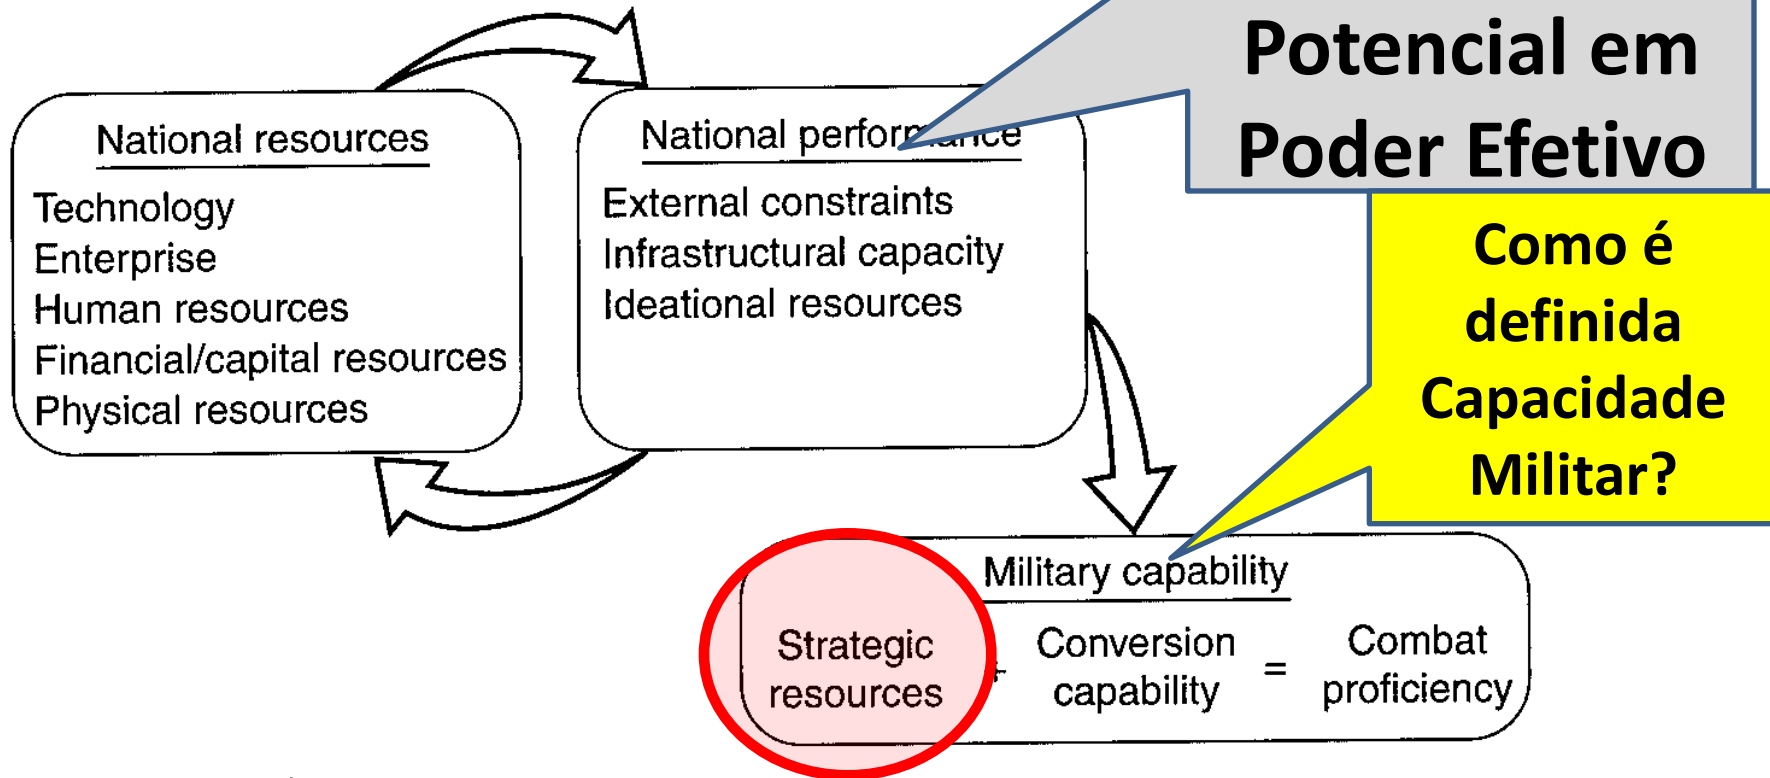 Potencial em
Poder Efetivo
National resources
Technology
Enterprise
Human resources
Financial/capital resources
Physical resources
National performance
External constraints
Infrastructural capacity
Ideational resources
Como é
definida
Capacidade
Militar?
Military capability
Strategic
resources
+
Conversion
capability
=
Combat
proficiency